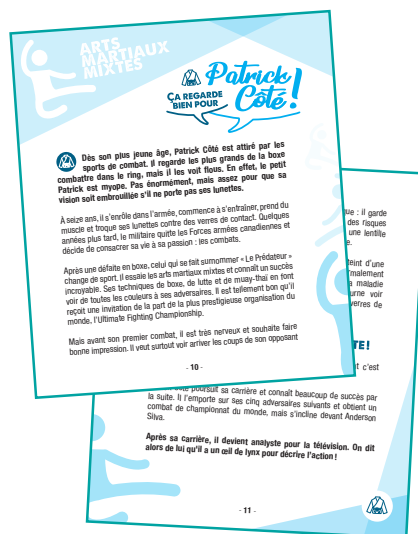 ARTS
MARTIAUX
MIXTES
ÇA REGARDE
BIEN POUR
Patrick
Côté!
Dès son plus jeune âge, Patrick Côté est attiré par les
sports de combat. Il regarde les plus grands de la boxe
combattre dans le ring, mais il les voit flous. En effet, le petit
Patrick est myope. Pas énormément, mais assez pour que sa
vision soit embrouillée s'il ne porte pas ses lunettes.
À seize ans, il s'enrôle dans l'armée, commence à s'entraîner, prend du
muscle et troque ses lunettes contre des verres de contact. Quelques
années plus tard, le militaire quitte les Forces armées canadiennes et
décide de consacrer sa vie à sa passion : les combats.
Après une défaite en boxe, celui qui se fait surnommer « Le Prédateur »
change de sport. Il essaie les arts martiaux mixtes et connaît un succès
incroyable. Ses techniques de boxe, de lutte et de muay-thaï en font
voir de toutes les couleurs à ses adversaires. Il est tellement bon qu'il
reçoit une invitation de la part de la plus prestigieuse organisation du
monde, l'Ultimate Fighting Championship.
Mais avant son premier combat, il est très nerveux et souhaite faire
bonne impression. Il veut surtout voir arriver les coups de son opposant
- 10 -
ue : il garde
des risques
une lentille
e.
teint d'une
malement
a maladie
urne voir
verres de
TE!
t c'est
poursuit sa carrière et connaît beaucoup de succès par
la suite. Il l'emporte sur ses cinq adversaires suivants et obtient un
combat de championnat du monde, mais s'incline devant Anderson
Silva.
Après sa carrière, il devient analyste pour la télévision. On dit
alors de lui qu'il a un œil de lynx pour décrire l'action !
- 11 -